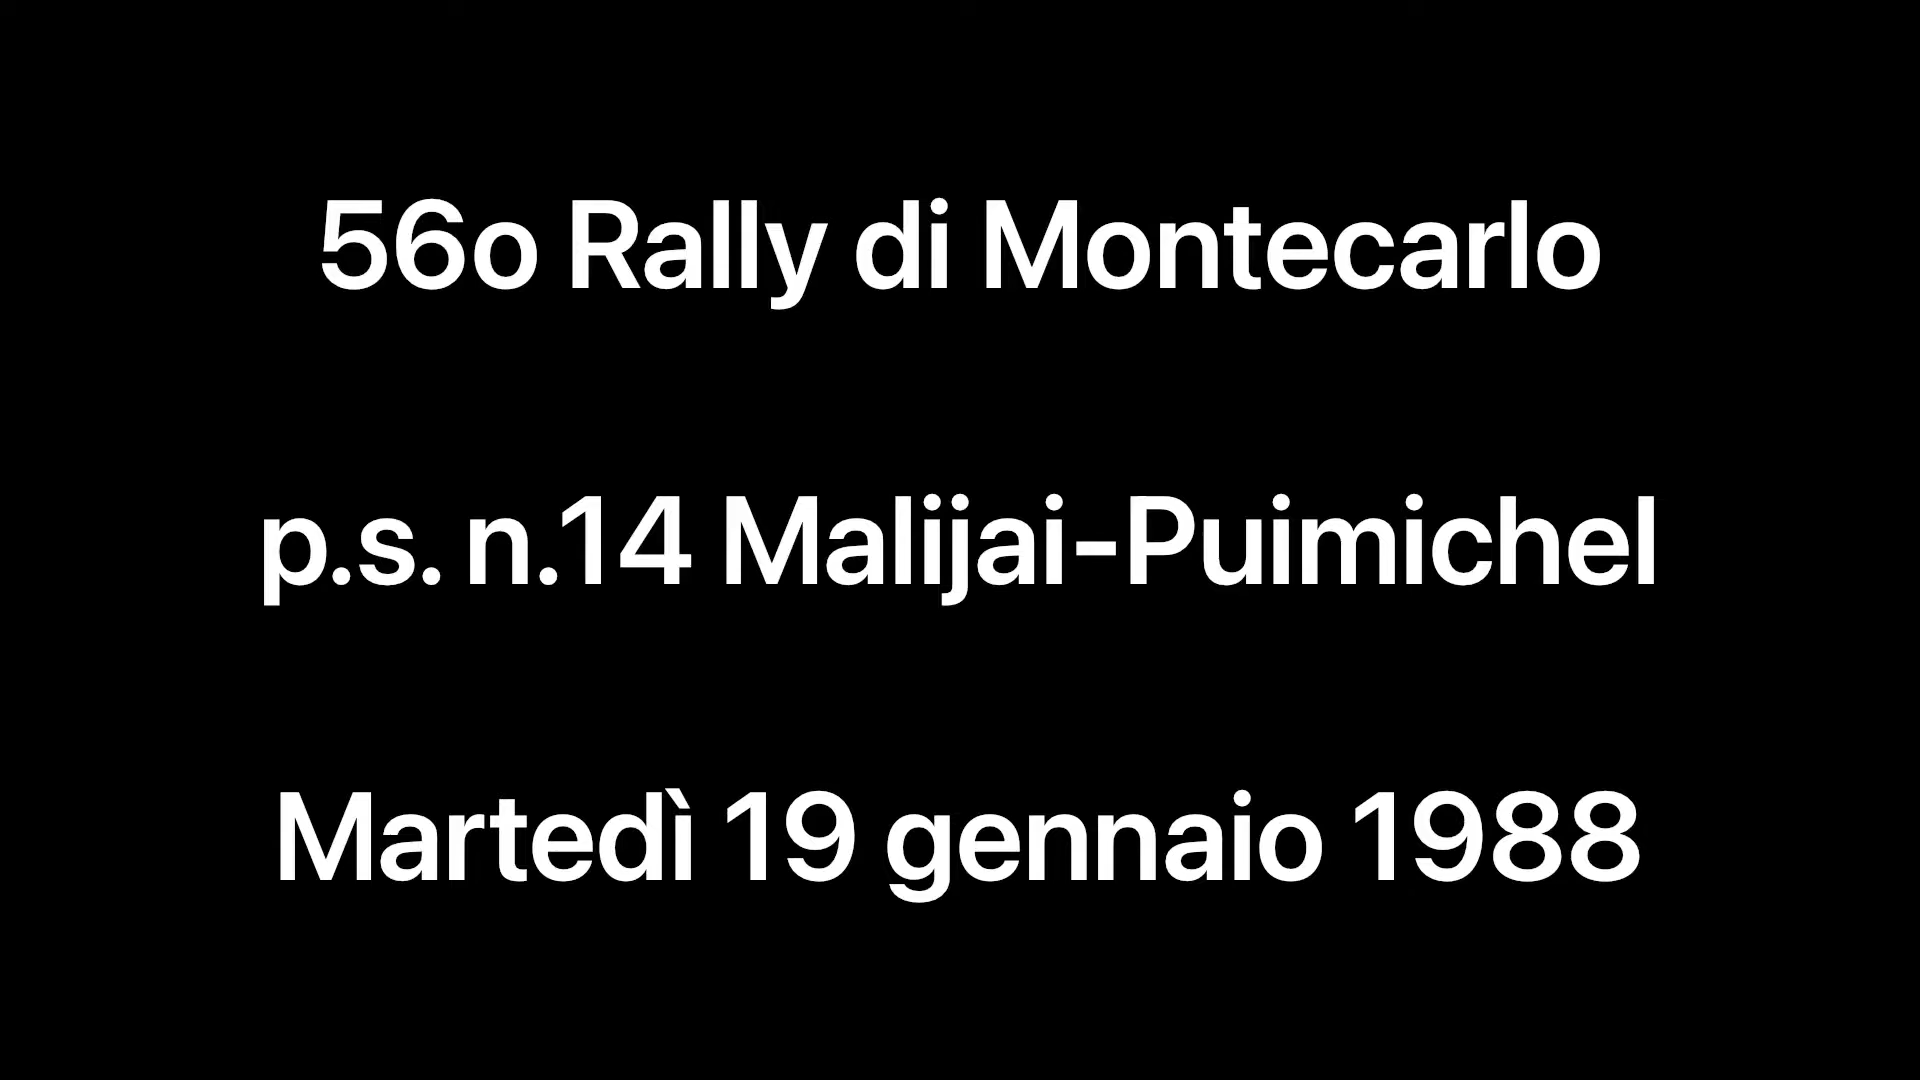 56o Rally di Montecarlo
p.s. n.14 Malijai-Puimichel
Martedì 19 gennaio 1988